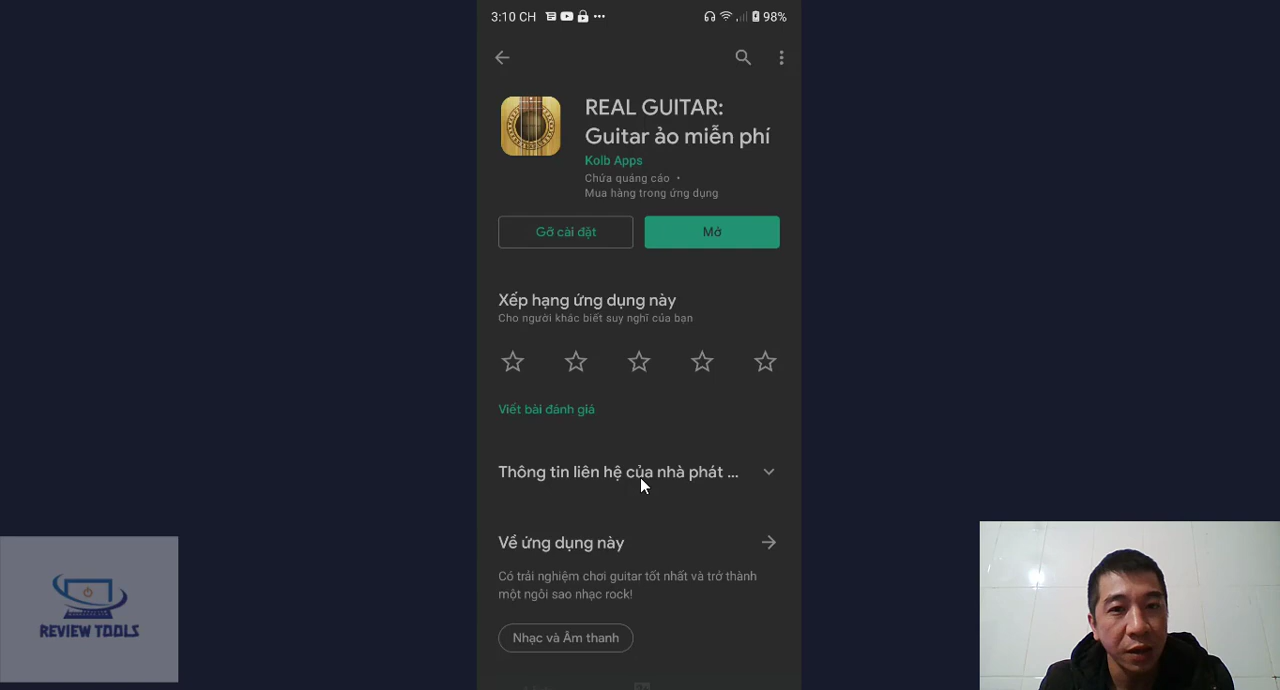 3:10 CH
98%
REAL GUITAR:
Guitar ảo miễn phí
Kolb Apps
Chứa quảng cáo •
Mua hàng trong ứng dụng
Gỡ cài đặt
Mở
Xếp hạng ứng dụng này
Cho người khác biết suy nghĩ của bạn
Viết bài đánh giá
Thông tin liên hệ của nhà phát ...
Về ứng dụng này
Có trải nghiệm chơi guitar tốt nhất và trở thành
một ngôi sao nhạc rock!
Nhạc và Âm thanh
REVIEW TOOLS